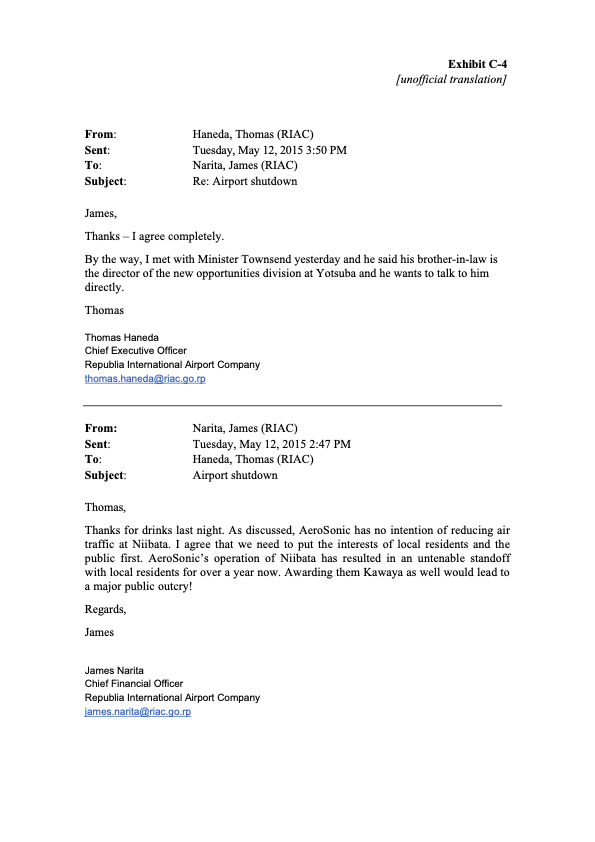 Exhibit C-4
[unofficial translation]
From: Haneda, Thomas (RIAC)
Sent: Tuesday, May 12, 2015 3:50 PM
To: Narita, James (RIAC)
Subject: Re: Airport shutdown
James,
Thanks – I agree completely.
By the way, I met with Minister Townsend yesterday and he said his brother-in-law is
the director of the new opportunities division at Yotsuba and he wants to talk to him
directly.
Thomas
Thomas Haneda
Chief Executive Officer
Republia International Airport Company
thomas.haneda@riac.go.rp
From: Narita, James (RIAC)
Sent: Tuesday, May 12, 2015 2:47 PM
To: Haneda, Thomas (RIAC)
Subject: Airport shutdown
Thomas,
Thanks for drinks last night. As discussed, AeroSonic has no intention of reducing air
traffic at Niibata. I agree that we need to put the interests of local residents and the
public first. AeroSonic’s operation of Niibata has resulted in an untenable standoff
with local residents for over a year now. Awarding them Kawaya as well would lead to
a major public outcry!
Regards,
James
James Narita
Chief Financial Officer
Republia International Airport Company
james.narita@riac.go.rp